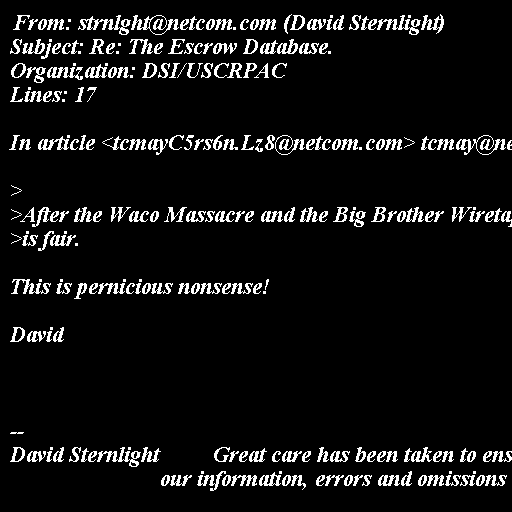 From: strnlght@netcom.com (David Sternlight)
Subject: Re: The Escrow Database.
Organization: DSI/USCRPAC
Lines: 17
In article <tcmayC5rs6n.Lz8@netcom.com> tcmay@ne
>
>After the Waco Massacre and the Big Brother Wiretap
>is fair.
This is pernicious nonsense!
David
--
David Sternlight Great care has been taken to ens
our information, errors and omissions